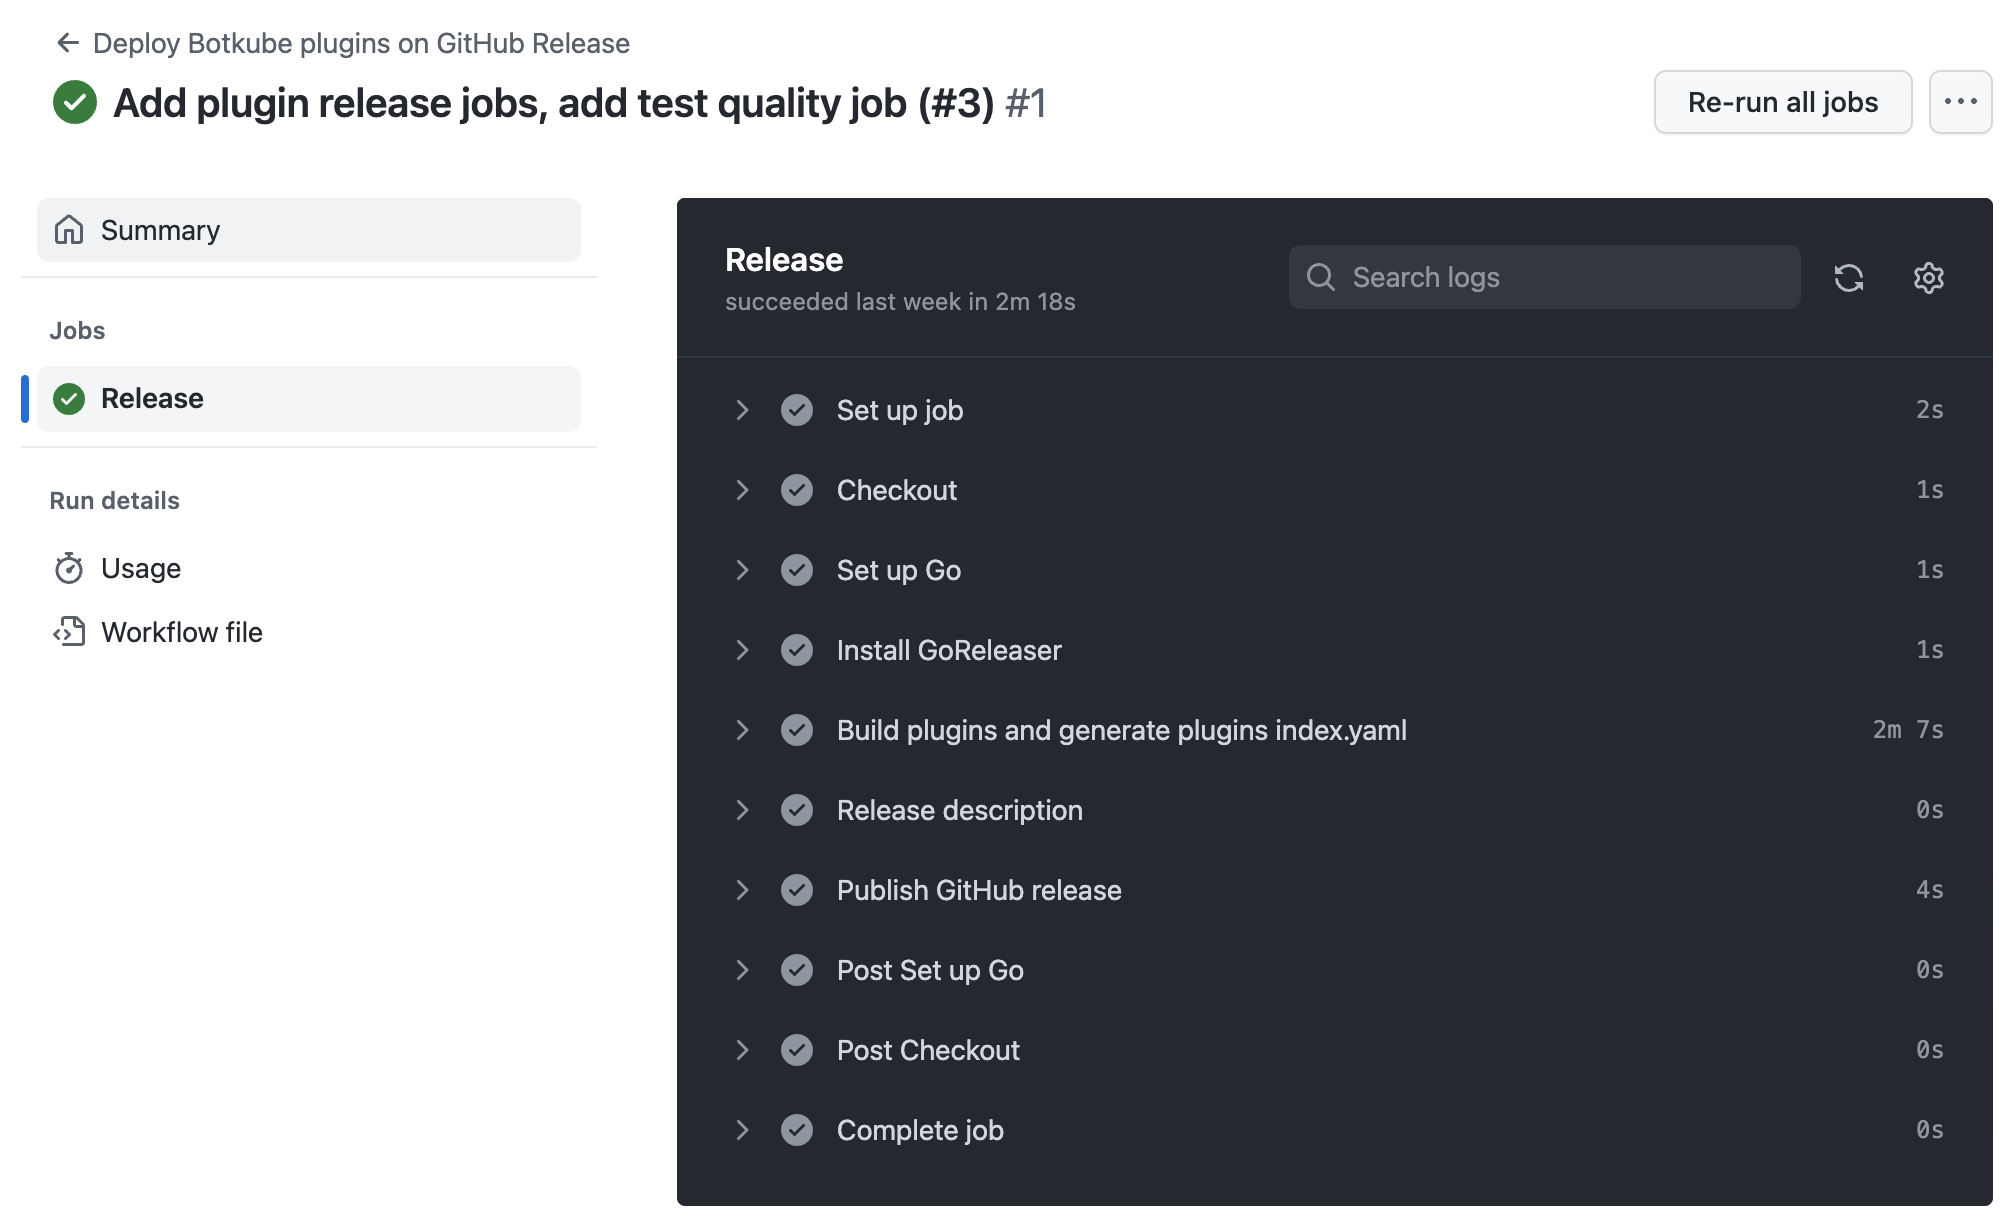 Deploy Botkube plugins on GitHub Release
Add plugin release jobs, add test quality job (#3) #1
Re-run all jobs
Summary
Jobs
Release
Run details
Usage
Workflow file
Release
succeeded last week in 2m 18s
Search logs
Set up job 2s
Checkout 1s
Set up Go 1s
Install GoReleaser 1s
Build plugins and generate plugins index.yaml 2m 7s
Release description 0s
Publish GitHub release 4s
Post Set up Go 0s
Post Checkout 0s
Complete job 0s